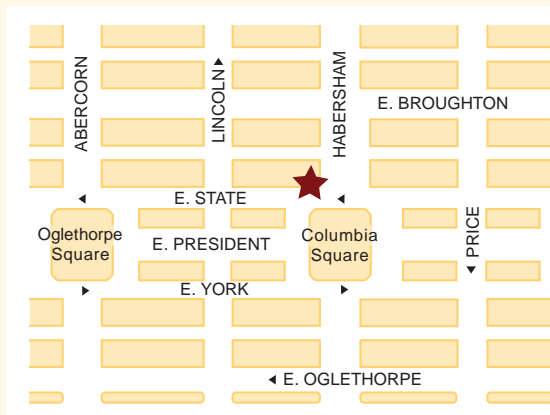 ABERCORN
LINCOLN
HABERSHAM
E. BROUGHTON
E. STATE
Oglethorpe
Square
E. PRESIDENT
Columbia
Square
PRICE
E. YORK
E. OGLETHORPE